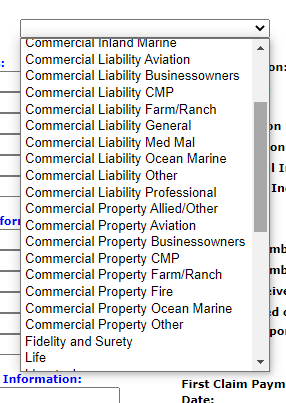 Commercial Inland Marine
Commercial Liability Aviation
Commercial Liability Businessowners
Commercial Liability CMP
Commercial Liability Farm/Ranch
Commercial Liability General
Commercial Liability Med Mal
Commercial Liability Ocean Marine
Commercial Liability Other
Commercial Liability Professional
Commercial Property Allied/Other
Commercial Property Aviation
Commercial Property Businessowners
Commercial Property CMP
Commercial Property Farm/Ranch
Commercial Property Fire
Commercial Property Ocean Marine
Commercial Property Other
Fidelity and Surety
Life
Information:
First Claim Paym
Date: